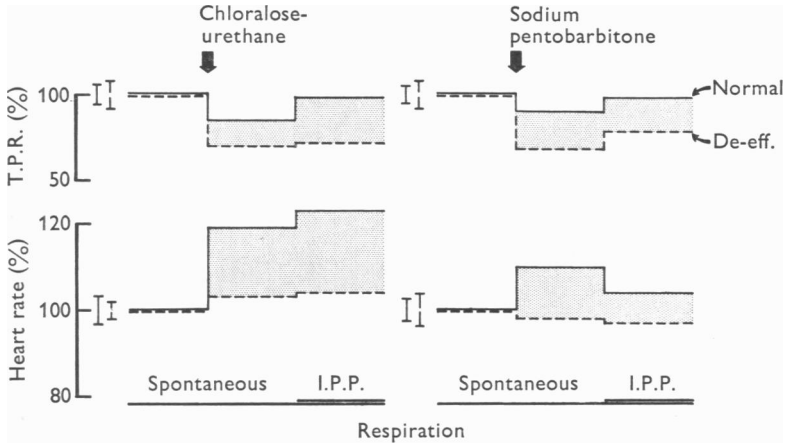 Chloralose-
urethane
Sodium
pentobarbitone
T.P.R. (%)
100
50
Normal
De-eff.
Heart rate (%)
120
100
80
Spontaneous
I.P.P.
Spontaneous
I.P.P.
Respiration